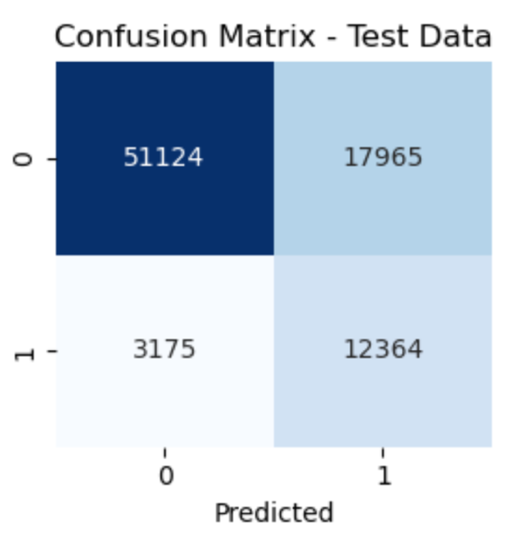 Confusion Matrix - Test Data
0 51124 17965
1 3175 12364
0 1
Predicted